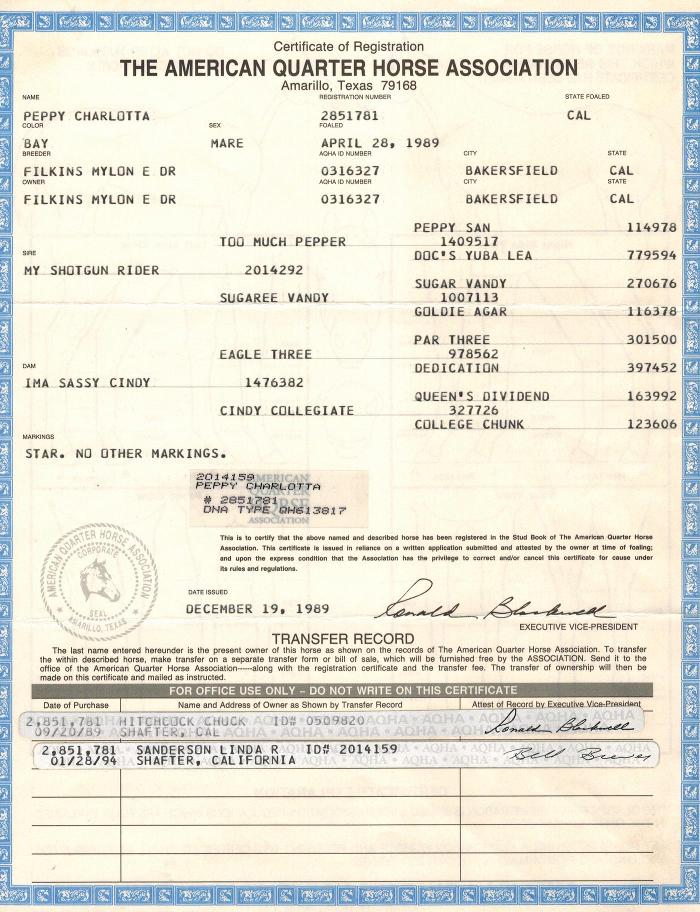 Certificate of Registration
THE AMERICAN QUARTER HORSE ASSOCIATION
Amarillo, Texas 79168
NAME REGISTRATION NUMBER STATE FOALED
PEPPY CHARLOTTA 2851781 CAL
COLOR SEX FOALED
BAY MARE APRIL 28, 1989
BREEDER AQHA ID NUMBER CITY STATE
FILKINS MYLON E DR 0316327 BAKERSFIELD CAL
OWNER AQHA ID NUMBER CITY STATE
FILKINS MYLON E DR 0316327 BAKERSFIELD CAL
PEPPY SAN 114978
TOO MUCH PEPPER 1409517
SIRE DOC'S YUBA LEA 779594
MY SHOTGUN RIDER 2014292
SUGAR VANDY 270676
SUGAREE VANDY 1007113
GOLDIE AGAR 116378
PAR THREE 301500
EAGLE THREE 978562
DAM DEDICATION 397452
IMA SASSY CINDY 1476382
QUEEN'S DIVIDEND 163992
CINDY COLLEGIATE 327726
COLLEGE CHUNK 123606
MARKINGS
STAR. NO OTHER MARKINGS.
2014159
PEPPY CHARLOTTA
# 2851781
DNA TYPE QH613817
AMERICAN
QUARTER
HORSE
ASSOCIATION
AMERICAN QUARTER HORSE ASSOCIATION
CORPORATE
SEAL
AMARILLO, TEXAS
This is to certify that the above named and described horse has been registered in the Stud Book of The American Quarter Horse
Association. This certificate is issued in reliance on a written application submitted and attested by the owner at time of foaling;
and upon the express condition that the Association has the privilege to correct and/or cancel this certificate for cause under
its rules and regulations.
DATE ISSUED
DECEMBER 19, 1989 Ronald Blackwell
EXECUTIVE VICE-PRESIDENT
TRANSFER RECORD
The last name entered hereunder is the present owner of this horse as shown on the records of The American Quarter Horse Association. To transfer
the within described horse, make transfer on a separate transfer form or bill of sale, which will be furnished free by the ASSOCIATION. Send it to the
office of the American Quarter Horse Association-----along with the registration certificate and the transfer fee. The transfer of ownership will then be
made on this certificate and mailed as instructed.
FOR OFFICE USE ONLY – DO NOT WRITE ON THIS CERTIFICATE
Date of Purchase Name and Address of Owner as Shown by Transfer Record Attest of Record by Executive Vice-President
2,851,781 HITCHCOCK CHUCK ID# 0509820
09/20/89 SHAFTER, CAL Ronald Blackwell
2,851,781 SANDERSON LINDA R ID# 2014159
01/28/94 SHAFTER, CALIFORNIA Bill Brewer